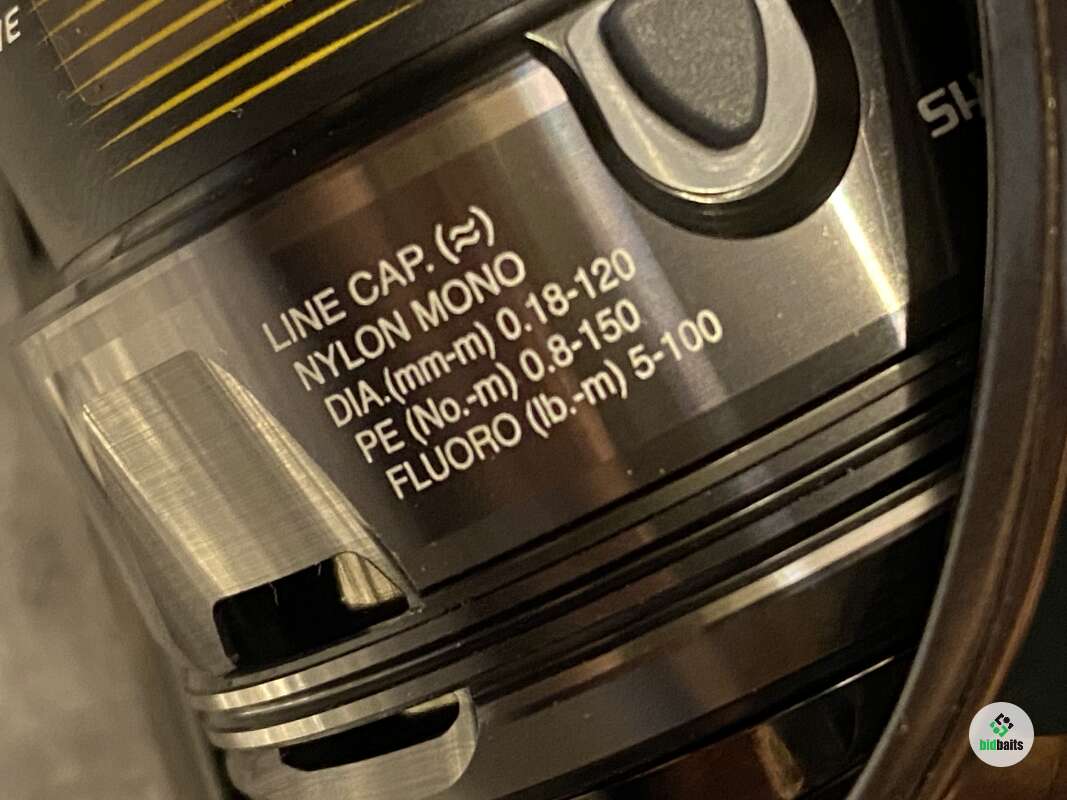 LINE CAP. (≈)
NYLON MONO
DIA.(mm-m) 0.18-120
PE (No.-m) 0.8-150
FLUORO (lb.-m) 5-100
SH
bidbaits